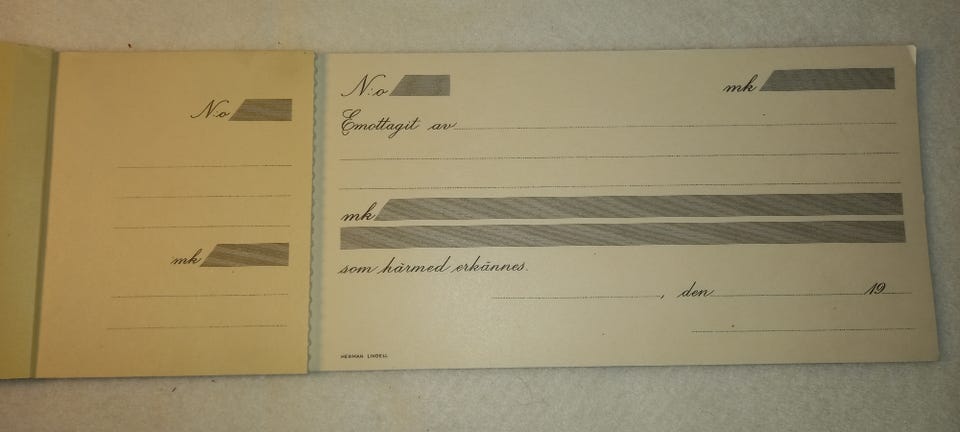 N:o
mk
N:o mk
Emottagit av
mk
som härmed erkännes.
, den 19
HERMAN LINDELL